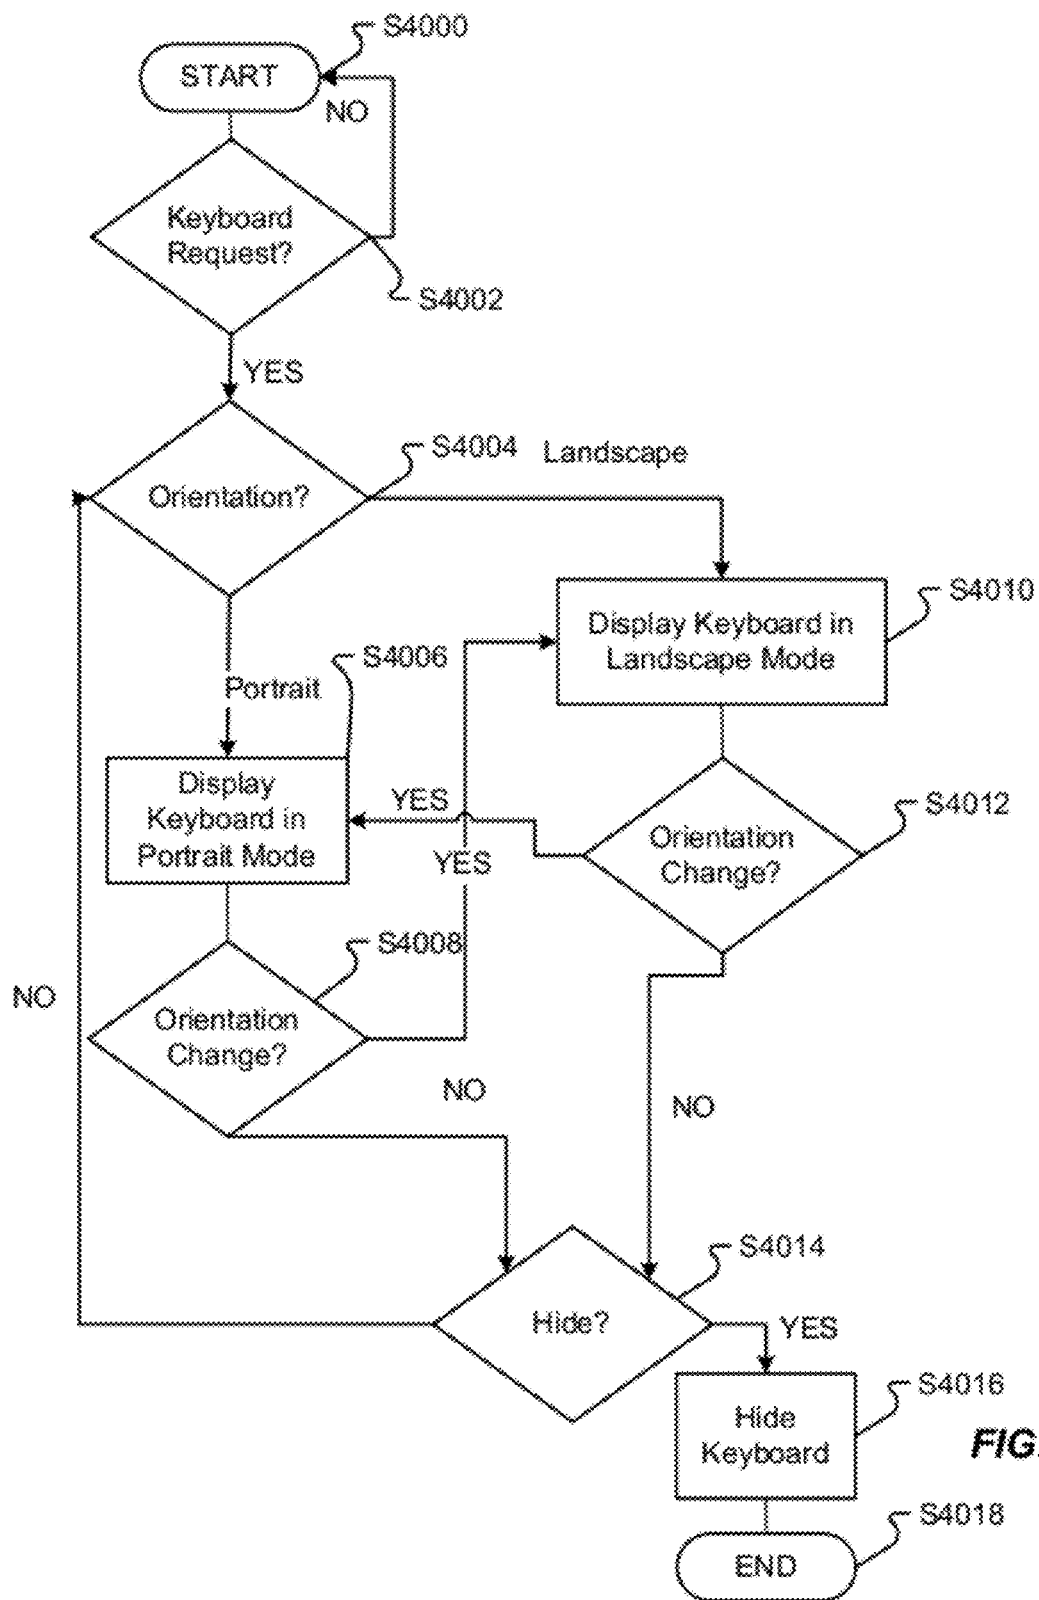 S4000
START
NO
Keyboard
Request?
S4002
YES
S4004
Landscape
Orientation?
S4010
Display Keyboard in
Landscape Mode
S4006
Portrait
Display
Keyboard in
Portrait Mode
YES
YES
S4012
Orientation
Change?
S4008
NO
Orientation
Change?
NO
NO
S4014
Hide?
YES
S4016
Hide
Keyboard
FIG.
S4018
END